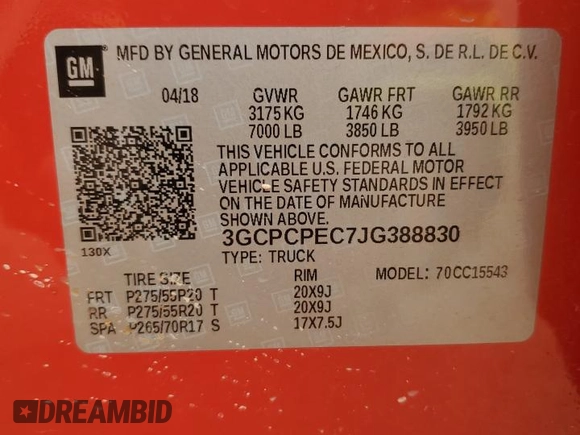 GM MFD BY GENERAL MOTORS DE MEXICO, S. DE R.L. DE C.V.
04/18 GVWR GAWR FRT GAWR RR
3175 KG 1746 KG 1792 KG
7000 LB 3850 LB 3950 LB
THIS VEHICLE CONFORMS TO ALL
APPLICABLE U.S. FEDERAL MOTOR
VEHICLE SAFETY STANDARDS IN EFFECT
ON THE DATE OF MANUFACTURE
SHOWN ABOVE.
3GCPCPEC7JG388830
130X
TYPE: TRUCK
TIRE SIZE RIM MODEL: 70CC15543
FRT P275/55R20 T 20X9J
RR P275/55R20 T 20X9J
SPA P265/70R17 S 17X7.5J
DREAMBID